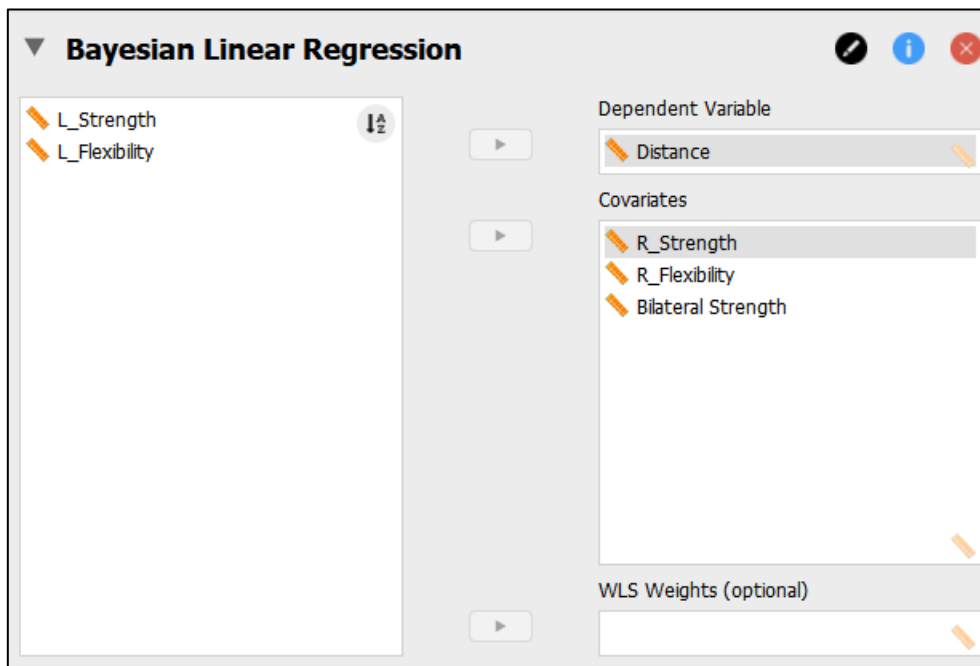 Bayesian Linear Regression
L_Strength
L_Flexibility
Dependent Variable
Distance
Covariates
R_Strength
R_Flexibility
Bilateral Strength
WLS Weights (optional)